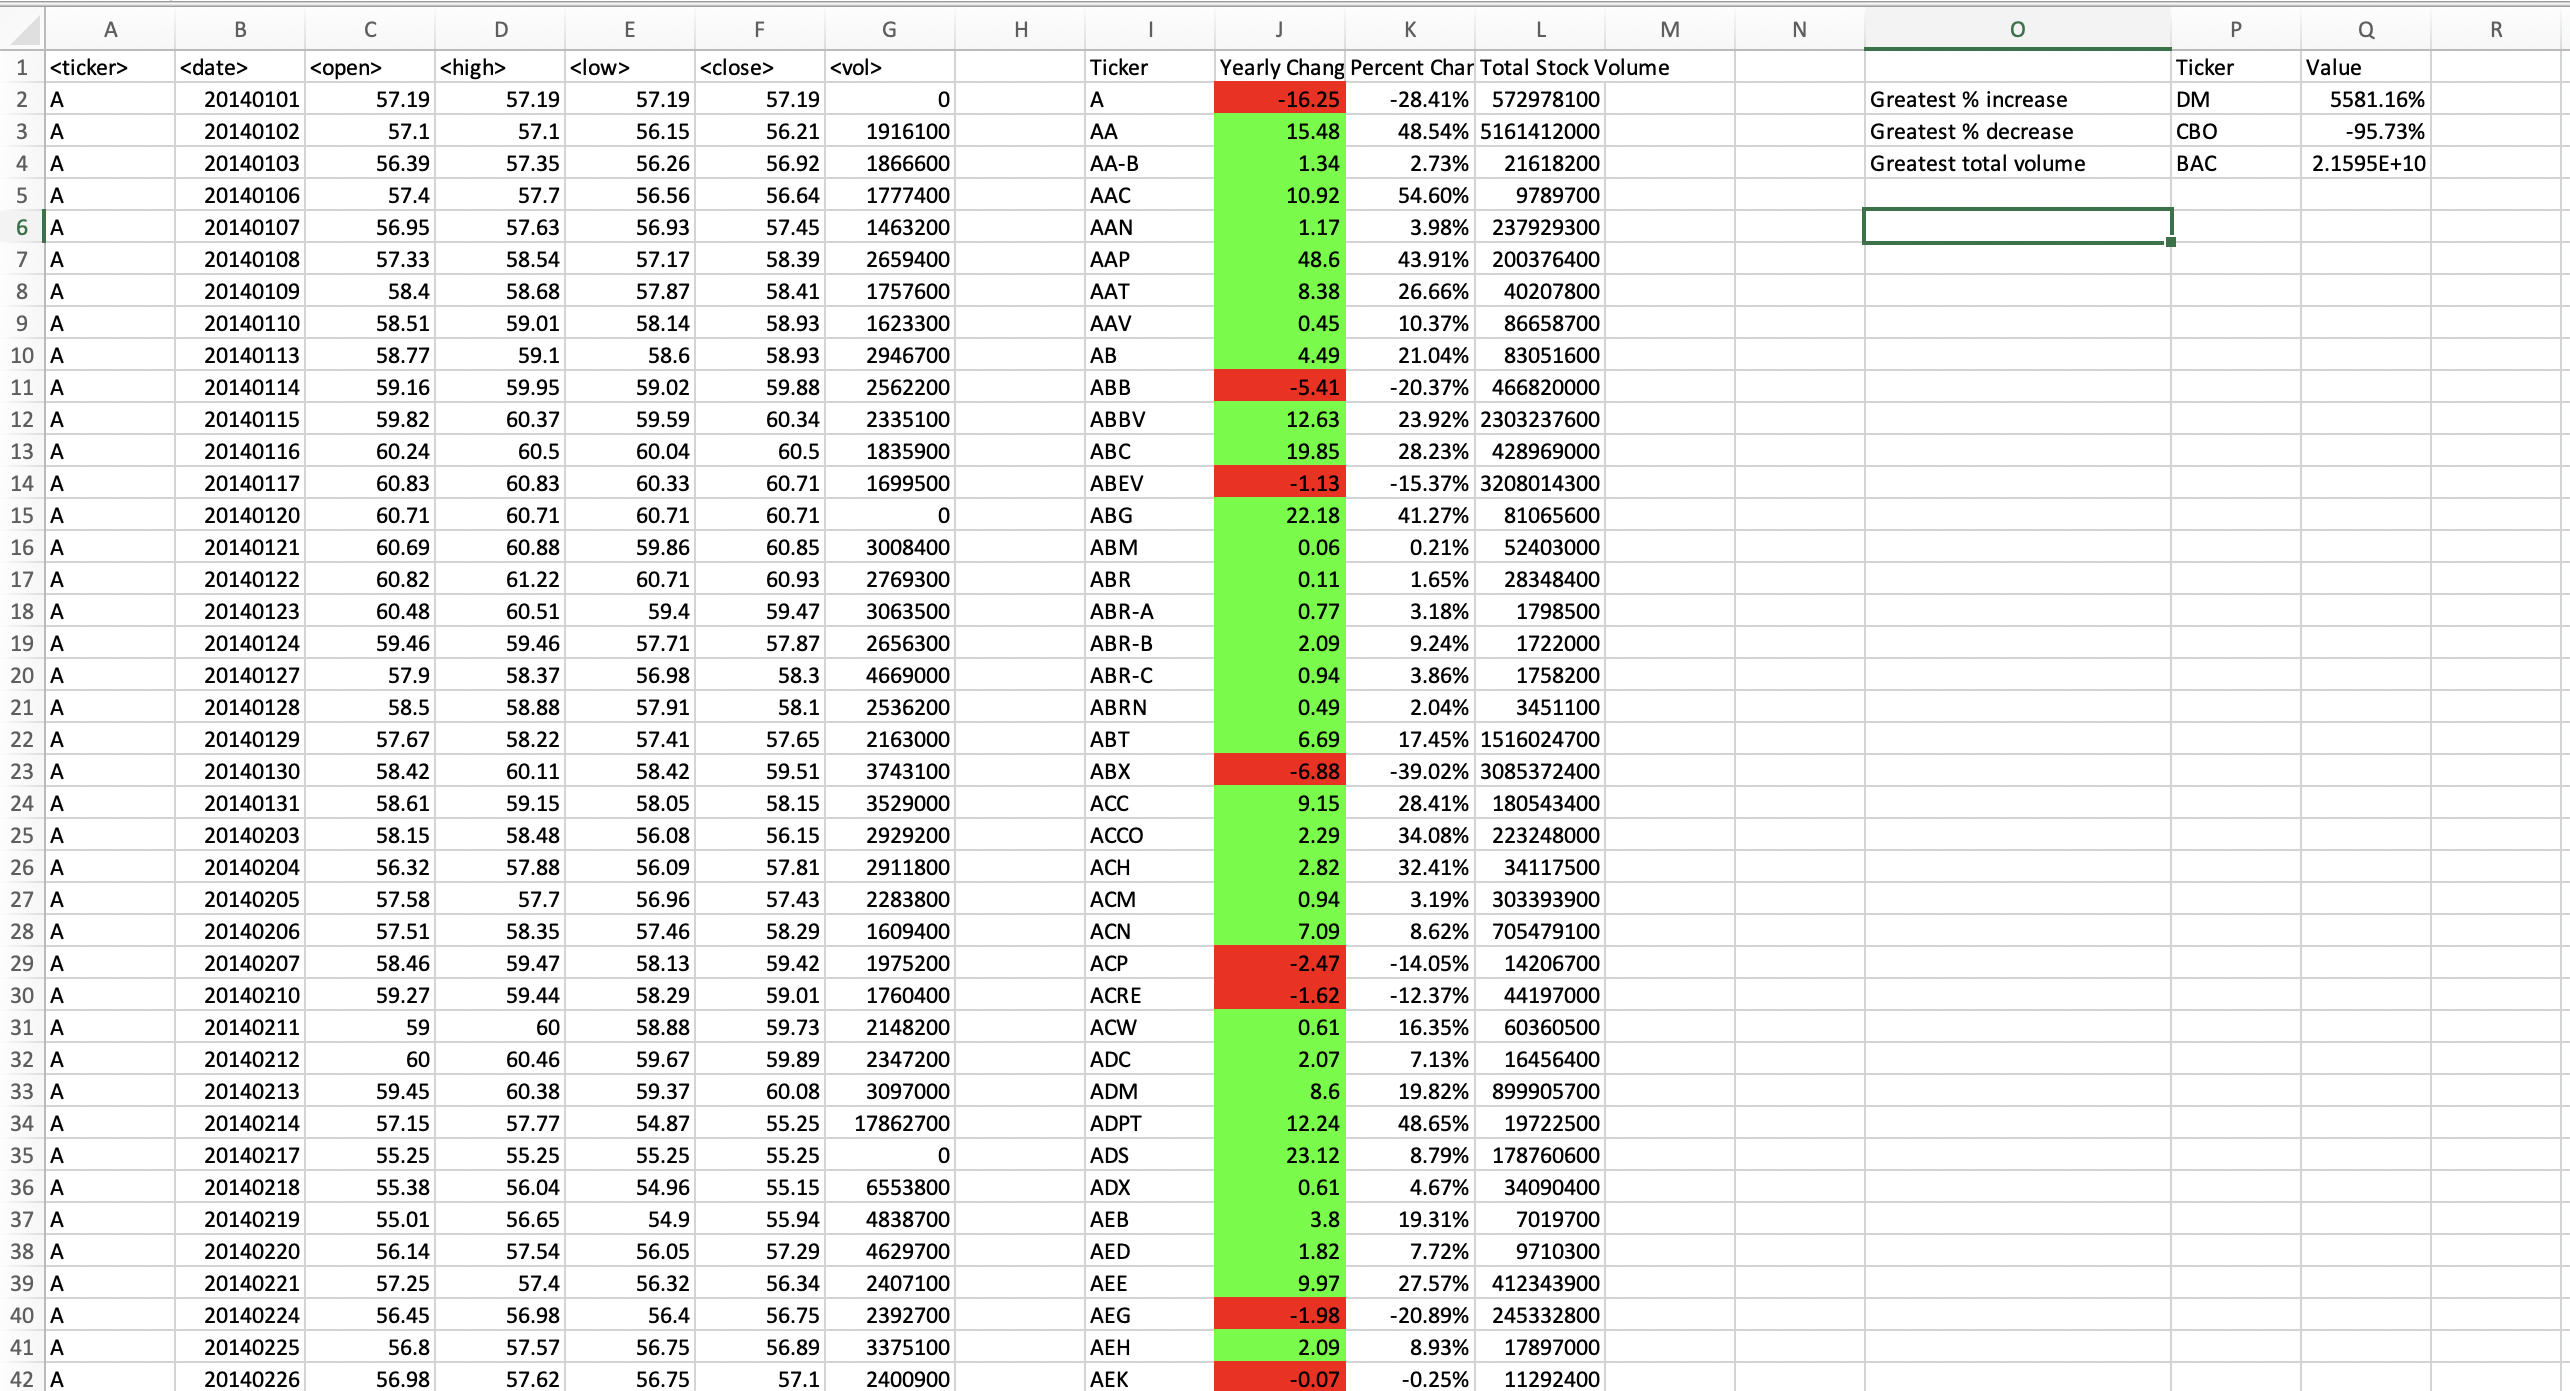 A B C D E F G H I J K L M N O P Q R
1 <ticker> <date> <open> <high> <low> <close> <vol> Ticker Yearly Chang Percent Char Total Stock Volume Ticker Value
2 A 20140101 57.19 57.19 57.19 57.19 0 A -16.25 -28.41% 572978100 Greatest % increase DM 5581.16%
3 A 20140102 57.1 57.1 56.15 56.21 1916100 AA 15.48 48.54% 5161412000 Greatest % decrease CBO -95.73%
4 A 20140103 56.39 57.35 56.26 56.92 1866600 AA-B 1.34 2.73% 21618200 Greatest total volume BAC 2.1595E+10
5 A 20140106 57.4 57.7 56.56 56.64 1777400 AAC 10.92 54.60% 9789700
6 A 20140107 56.95 57.63 56.93 57.45 1463200 AAN 1.17 3.98% 237929300
7 A 20140108 57.33 58.54 57.17 58.39 2659400 AAP 48.6 43.91% 200376400
8 A 20140109 58.4 58.68 57.87 58.41 1757600 AAT 8.38 26.66% 40207800
9 A 20140110 58.51 59.01 58.14 58.93 1623300 AAV 0.45 10.37% 86658700
10 A 20140113 58.77 59.1 58.6 58.93 2946700 AB 4.49 21.04% 83051600
11 A 20140114 59.16 59.95 59.02 59.88 2562200 ABB -5.41 -20.37% 466820000
12 A 20140115 59.82 60.37 59.59 60.34 2335100 ABBV 12.63 23.92% 2303237600
13 A 20140116 60.24 60.5 60.04 60.5 1835900 ABC 19.85 28.23% 428969000
14 A 20140117 60.83 60.83 60.33 60.71 1699500 ABEV -1.13 -15.37% 3208014300
15 A 20140120 60.71 60.71 60.71 60.71 0 ABG 22.18 41.27% 81065600
16 A 20140121 60.69 60.88 59.86 60.85 3008400 ABM 0.06 0.21% 52403000
17 A 20140122 60.82 61.22 60.71 60.93 2769300 ABR 0.11 1.65% 28348400
18 A 20140123 60.48 60.51 59.4 59.47 3063500 ABR-A 0.77 3.18% 1798500
19 A 20140124 59.46 59.46 57.71 57.87 2656300 ABR-B 2.09 9.24% 1722000
20 A 20140127 57.9 58.37 56.98 58.3 4669000 ABR-C 0.94 3.86% 1758200
21 A 20140128 58.5 58.88 57.91 58.1 2536200 ABRN 0.49 2.04% 3451100
22 A 20140129 57.67 58.22 57.41 57.65 2163000 ABT 6.69 17.45% 1516024700
23 A 20140130 58.42 60.11 58.42 59.51 3743100 ABX -6.88 -39.02% 3085372400
24 A 20140131 58.61 59.15 58.05 58.15 3529000 ACC 9.15 28.41% 180543400
25 A 20140203 58.15 58.48 56.08 56.15 2929200 ACCO 2.29 34.08% 223248000
26 A 20140204 56.32 57.88 56.09 57.81 2911800 ACH 2.82 32.41% 34117500
27 A 20140205 57.58 57.7 56.96 57.43 2283800 ACM 0.94 3.19% 303393900
28 A 20140206 57.51 58.35 57.46 58.29 1609400 ACN 7.09 8.62% 705479100
29 A 20140207 58.46 59.47 58.13 59.42 1975200 ACP -2.47 -14.05% 14206700
30 A 20140210 59.27 59.44 58.29 59.01 1760400 ACRE -1.62 -12.37% 44197000
31 A 20140211 59 60 58.88 59.73 2148200 ACW 0.61 16.35% 60360500
32 A 20140212 60 60.46 59.67 59.89 2347200 ADC 2.07 7.13% 16456400
33 A 20140213 59.45 60.38 59.37 60.08 3097000 ADM 8.6 19.82% 899905700
34 A 20140214 57.15 57.77 54.87 55.25 17862700 ADPT 12.24 48.65% 19722500
35 A 20140217 55.25 55.25 55.25 55.25 0 ADS 23.12 8.79% 178760600
36 A 20140218 55.38 56.04 54.96 55.15 6553800 ADX 0.61 4.67% 34090400
37 A 20140219 55.01 56.65 54.9 55.94 4838700 AEB 3.8 19.31% 7019700
38 A 20140220 56.14 57.54 56.05 57.29 4629700 AED 1.82 7.72% 9710300
39 A 20140221 57.25 57.4 56.32 56.34 2407100 AEE 9.97 27.57% 412343900
40 A 20140224 56.45 56.98 56.4 56.75 2392700 AEG -1.98 -20.89% 245332800
41 A 20140225 56.8 57.57 56.75 56.89 3375100 AEH 2.09 8.93% 17897000
42 A 20140226 56.98 57.62 56.75 57.1 2400900 AEK -0.07 -0.25% 11292400